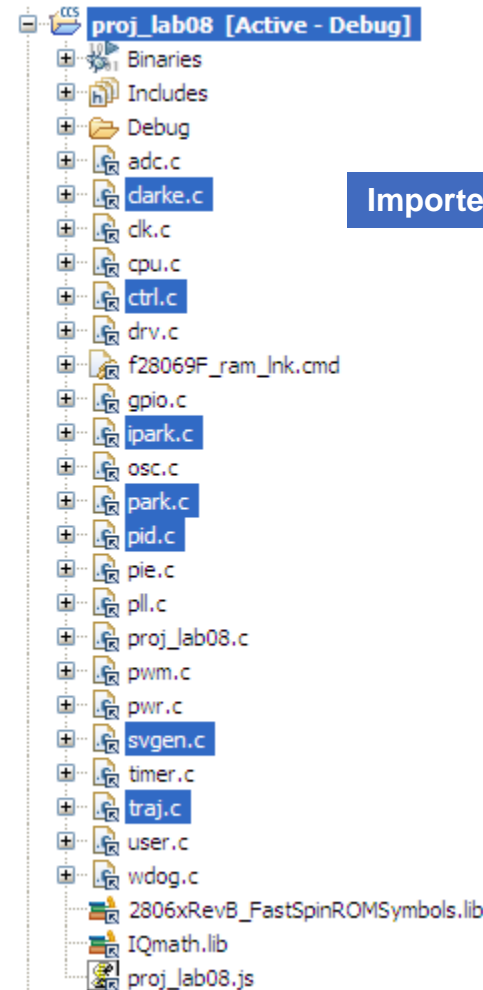 proj_lab08 [Active - Debug]
Binaries
Includes
Debug
adc.c
clarke.c
Importe
clk.c
cpu.c
ctrl.c
drv.c
f28069F_ram_lnk.cmd
gpio.c
ipark.c
osc.c
park.c
pid.c
pie.c
pll.c
proj_lab08.c
pwm.c
pwr.c
svgen.c
timer.c
traj.c
user.c
wdog.c
2806xRevB_FastSpinROMSymbols.lib
IQmath.lib
proj_lab08.js